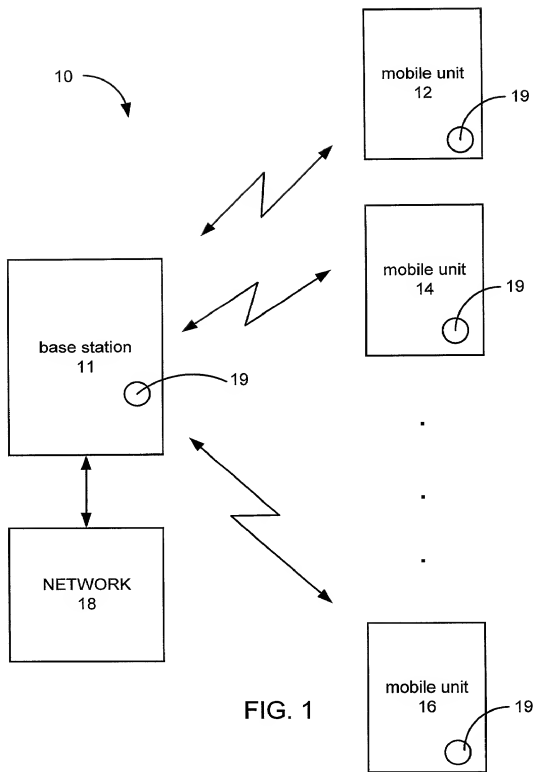 10
mobile unit
12
19
mobile unit
14
19
base station
11
19
NETWORK
18
mobile unit
16
19
FIG. 1